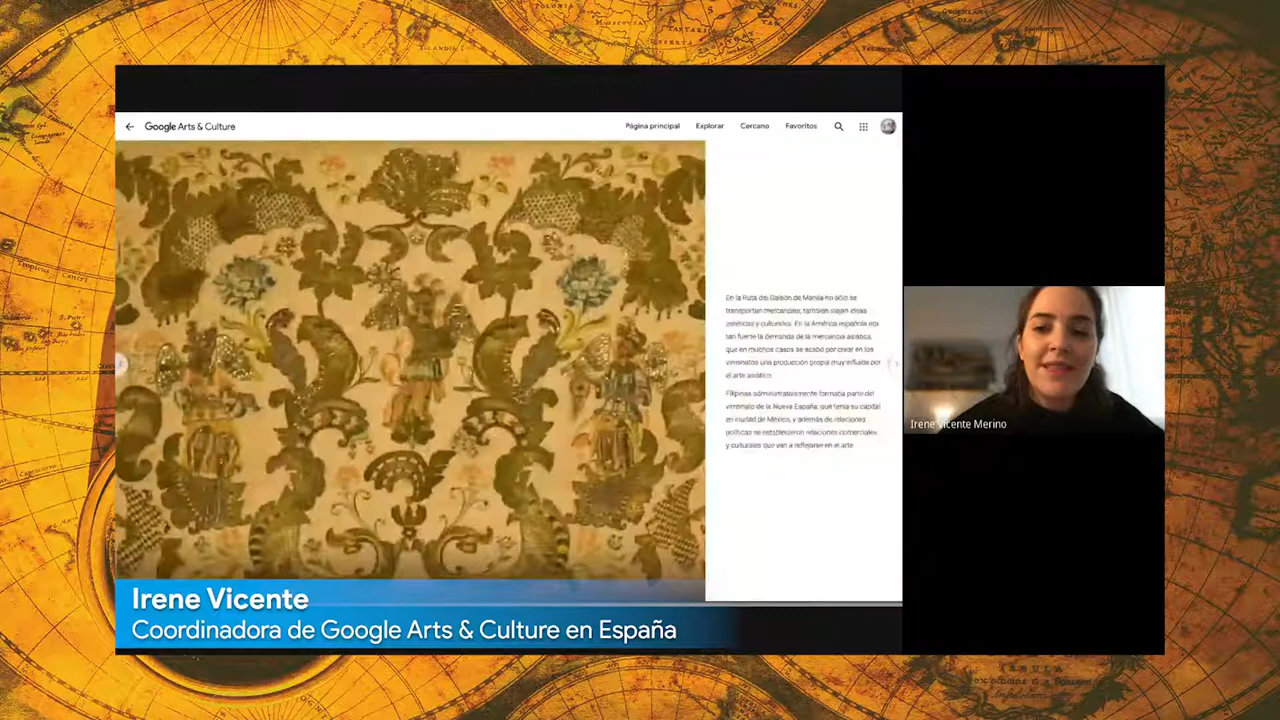 Google Arts & Culture
Página principal
Explorar
Cercano
Favoritos
En la Ruta del Galeón de Manila no sólo se
transportan mercancías, también viajan ideas
estéticas y culturales. En la América española era
tan fuerte la demanda de la mercancía asiática,
que en muchos casos se acabó por crear en los
virreinatos una producción propia muy influida por
el arte asiático.
Filipinas administrativamente formaba parte del
virreinato de la Nueva España, que tenía su capital
en ciudad de México, y además de relaciones
políticas se establecieron relaciones comerciales
y culturales que van a reflejarse en el arte
Irene Vicente Merino
Irene Vicente
Coordinadora de Google Arts & Culture en España